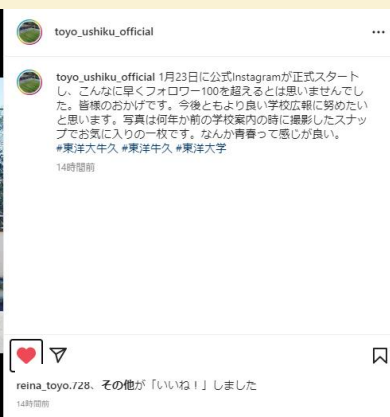 toyo_ushiku_official
toyo_ushiku_official 1月23日に公式Instagramが正式スタート
し、こんなに早くフォロワー100を超えるとは思いませんでし
た。皆様のおかげです。今後ともより良い学校広報に努めたい
と思います。写真は何年か前の学校案内の時に撮影したスナッ
プでお気に入りの一枚です。なんか青春って感じが良い。
#東洋大牛久 #東洋牛久 #東洋大学
14時間前
reina_toyo.728、その他が「いいね！」しました
14時間前